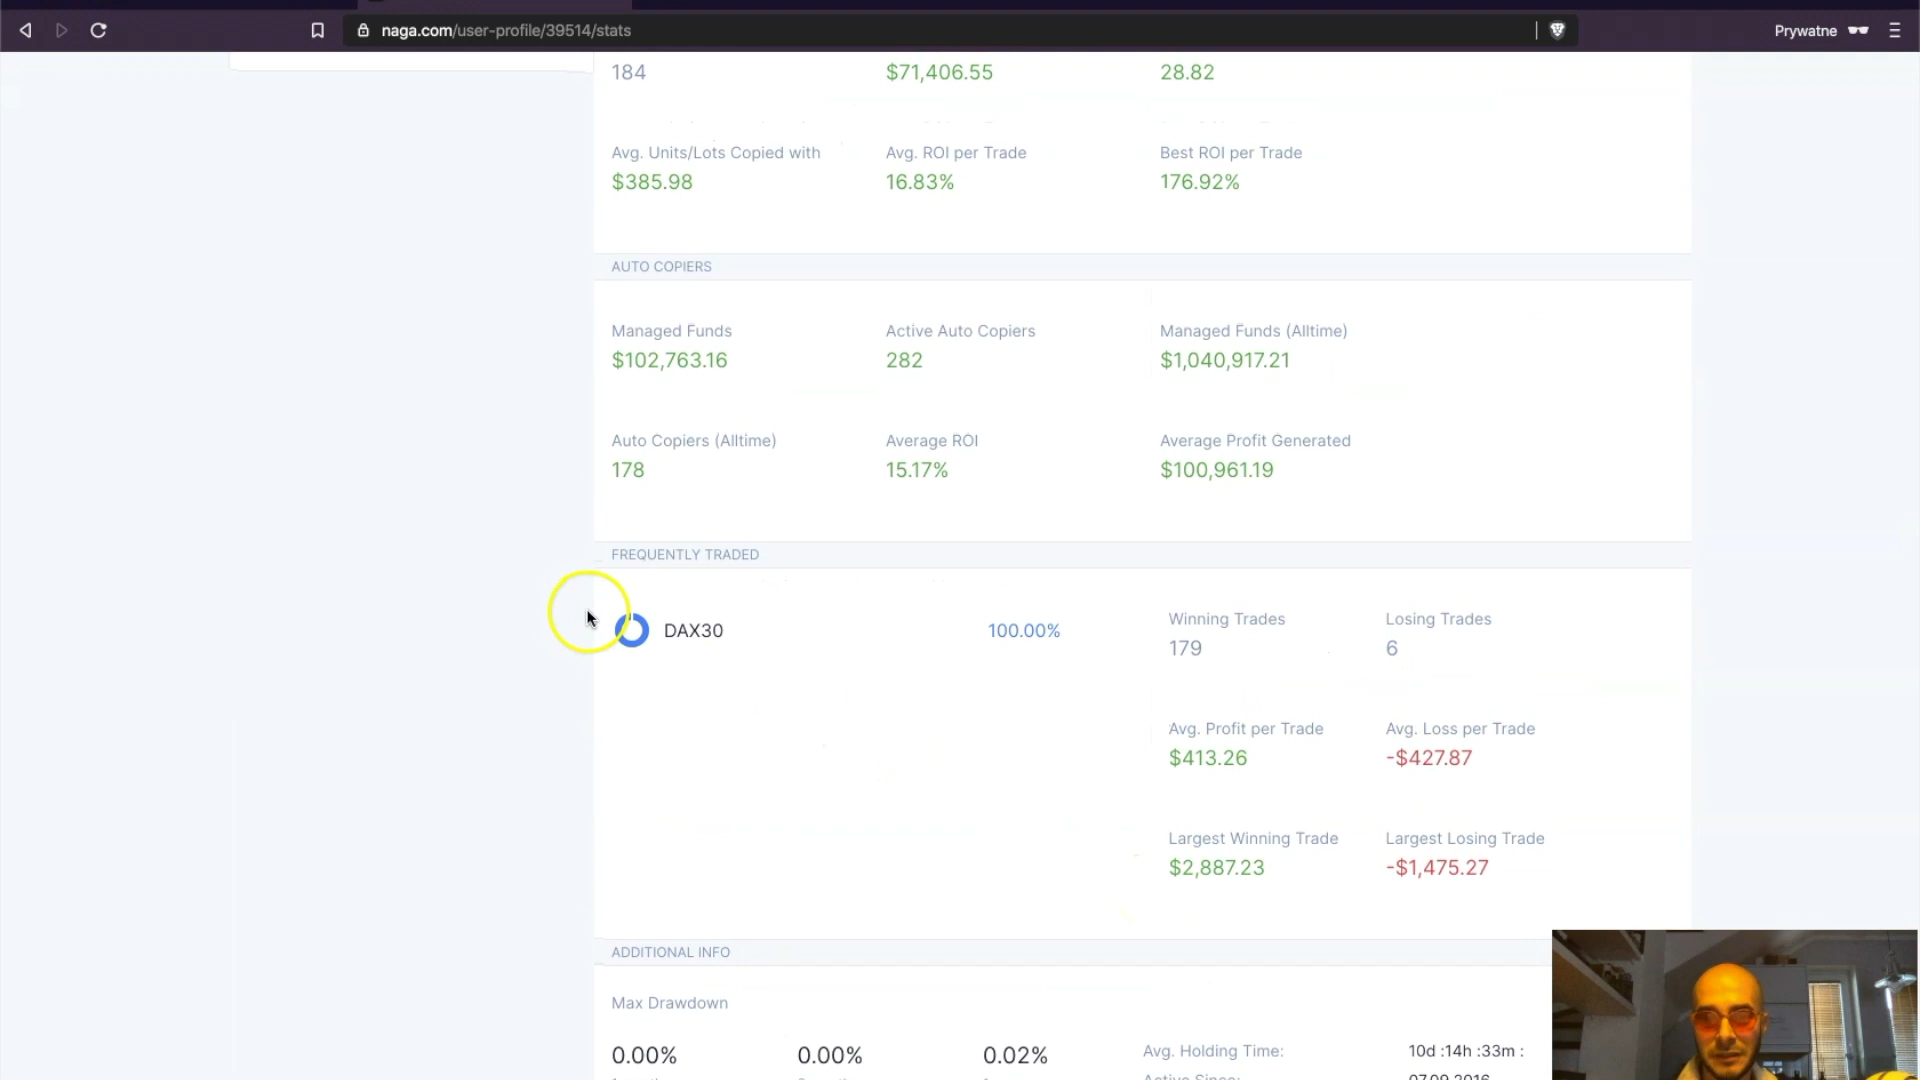 naga.com/user-profile/39514/stats
Prywatne
184 $71,406.55 28.82
Avg. Units/Lots Copied with Avg. ROI per Trade Best ROI per Trade
$385.98 16.83% 176.92%
AUTO COPIERS
Managed Funds Active Auto Copiers Managed Funds (Alltime)
$102,763.16 282 $1,040,917.21
Auto Copiers (Alltime) Average ROI Average Profit Generated
178 15.17% $100,961.19
FREQUENTLY TRADED
DAX30 100.00%
Winning Trades Losing Trades
179 6
Avg. Profit per Trade Avg. Loss per Trade
$413.26 -$427.87
Largest Winning Trade Largest Losing Trade
$2,887.23 -$1,475.27
ADDITIONAL INFO
Max Drawdown
0.00% 0.00% 0.02%
Avg. Holding Time: 10d :14h :33m :
Active Since: 07.09.2016